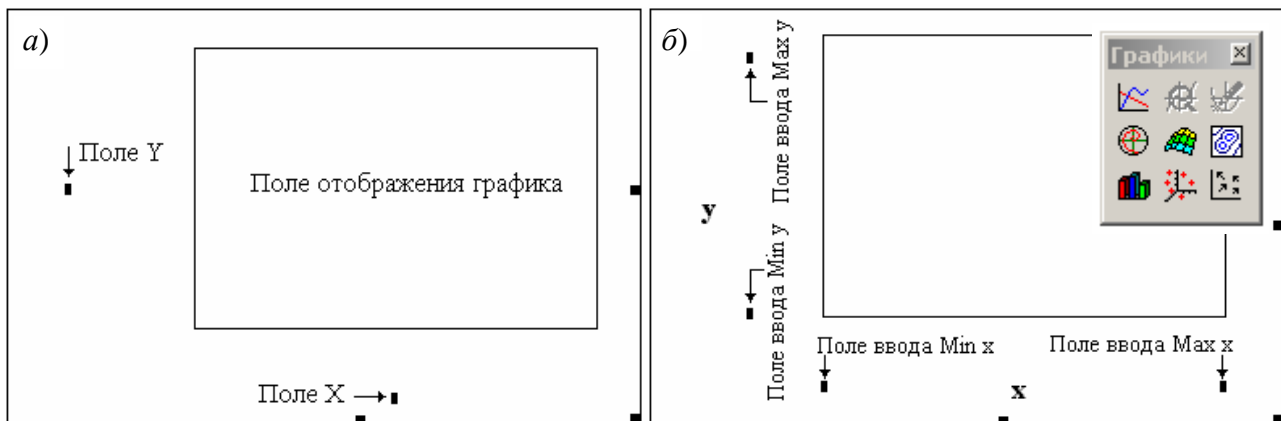 а)
Поле Y
Поле отображения графика
Поле X
б)
Поле ввода Max y
Графики
y
Поле ввода Min y
Поле ввода Min x
Поле ввода Max x
x